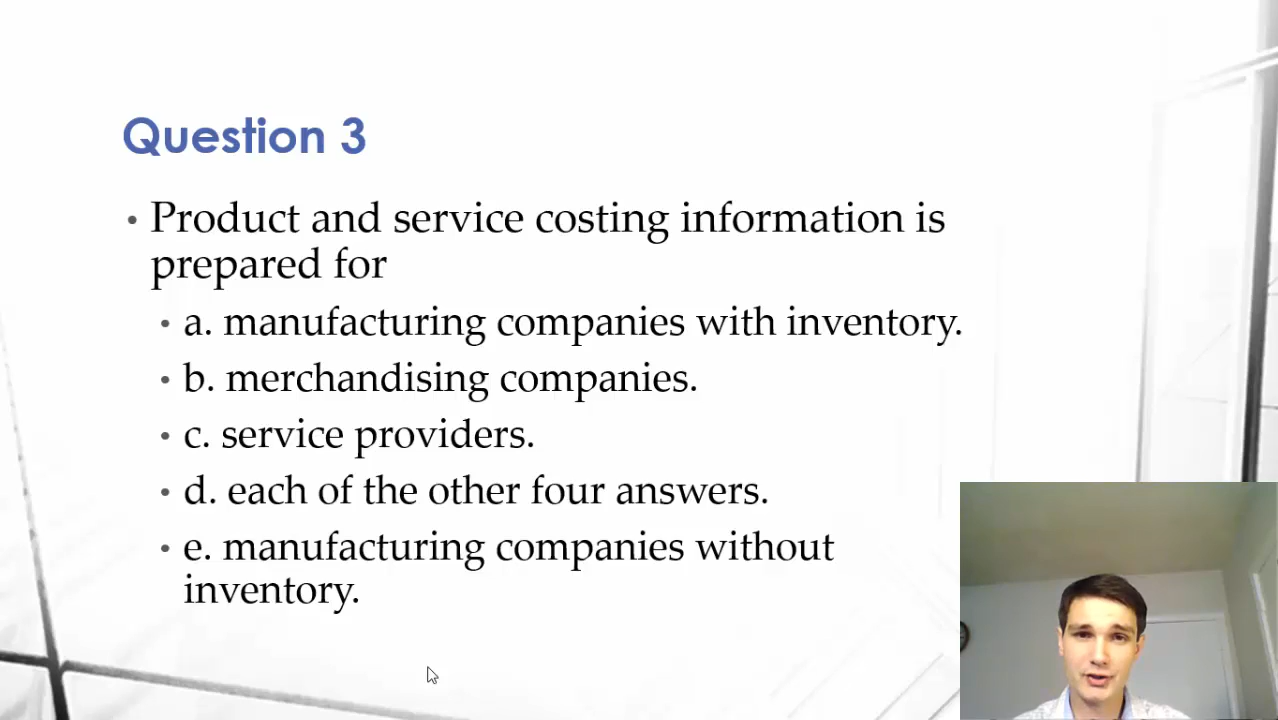 Question 3
• Product and service costing information is
prepared for
• a. manufacturing companies with inventory.
• b. merchandising companies.
• c. service providers.
• d. each of the other four answers.
• e. manufacturing companies without
inventory.